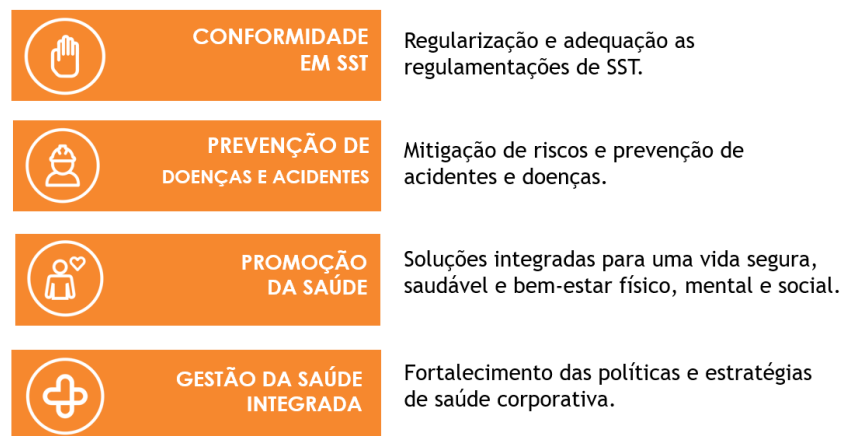 CONFORMIDADE
EM SST
Regularização e adequação as
regulamentações de SST.
PREVENÇÃO DE
DOENÇAS E ACIDENTES
Mitigação de riscos e prevenção de
acidentes e doenças.
PROMOÇÃO
DA SAÚDE
Soluções integradas para uma vida segura,
saudável e bem-estar físico, mental e social.
GESTÃO DA SAÚDE
INTEGRADA
Fortalecimento das políticas e estratégias
de saúde corporativa.